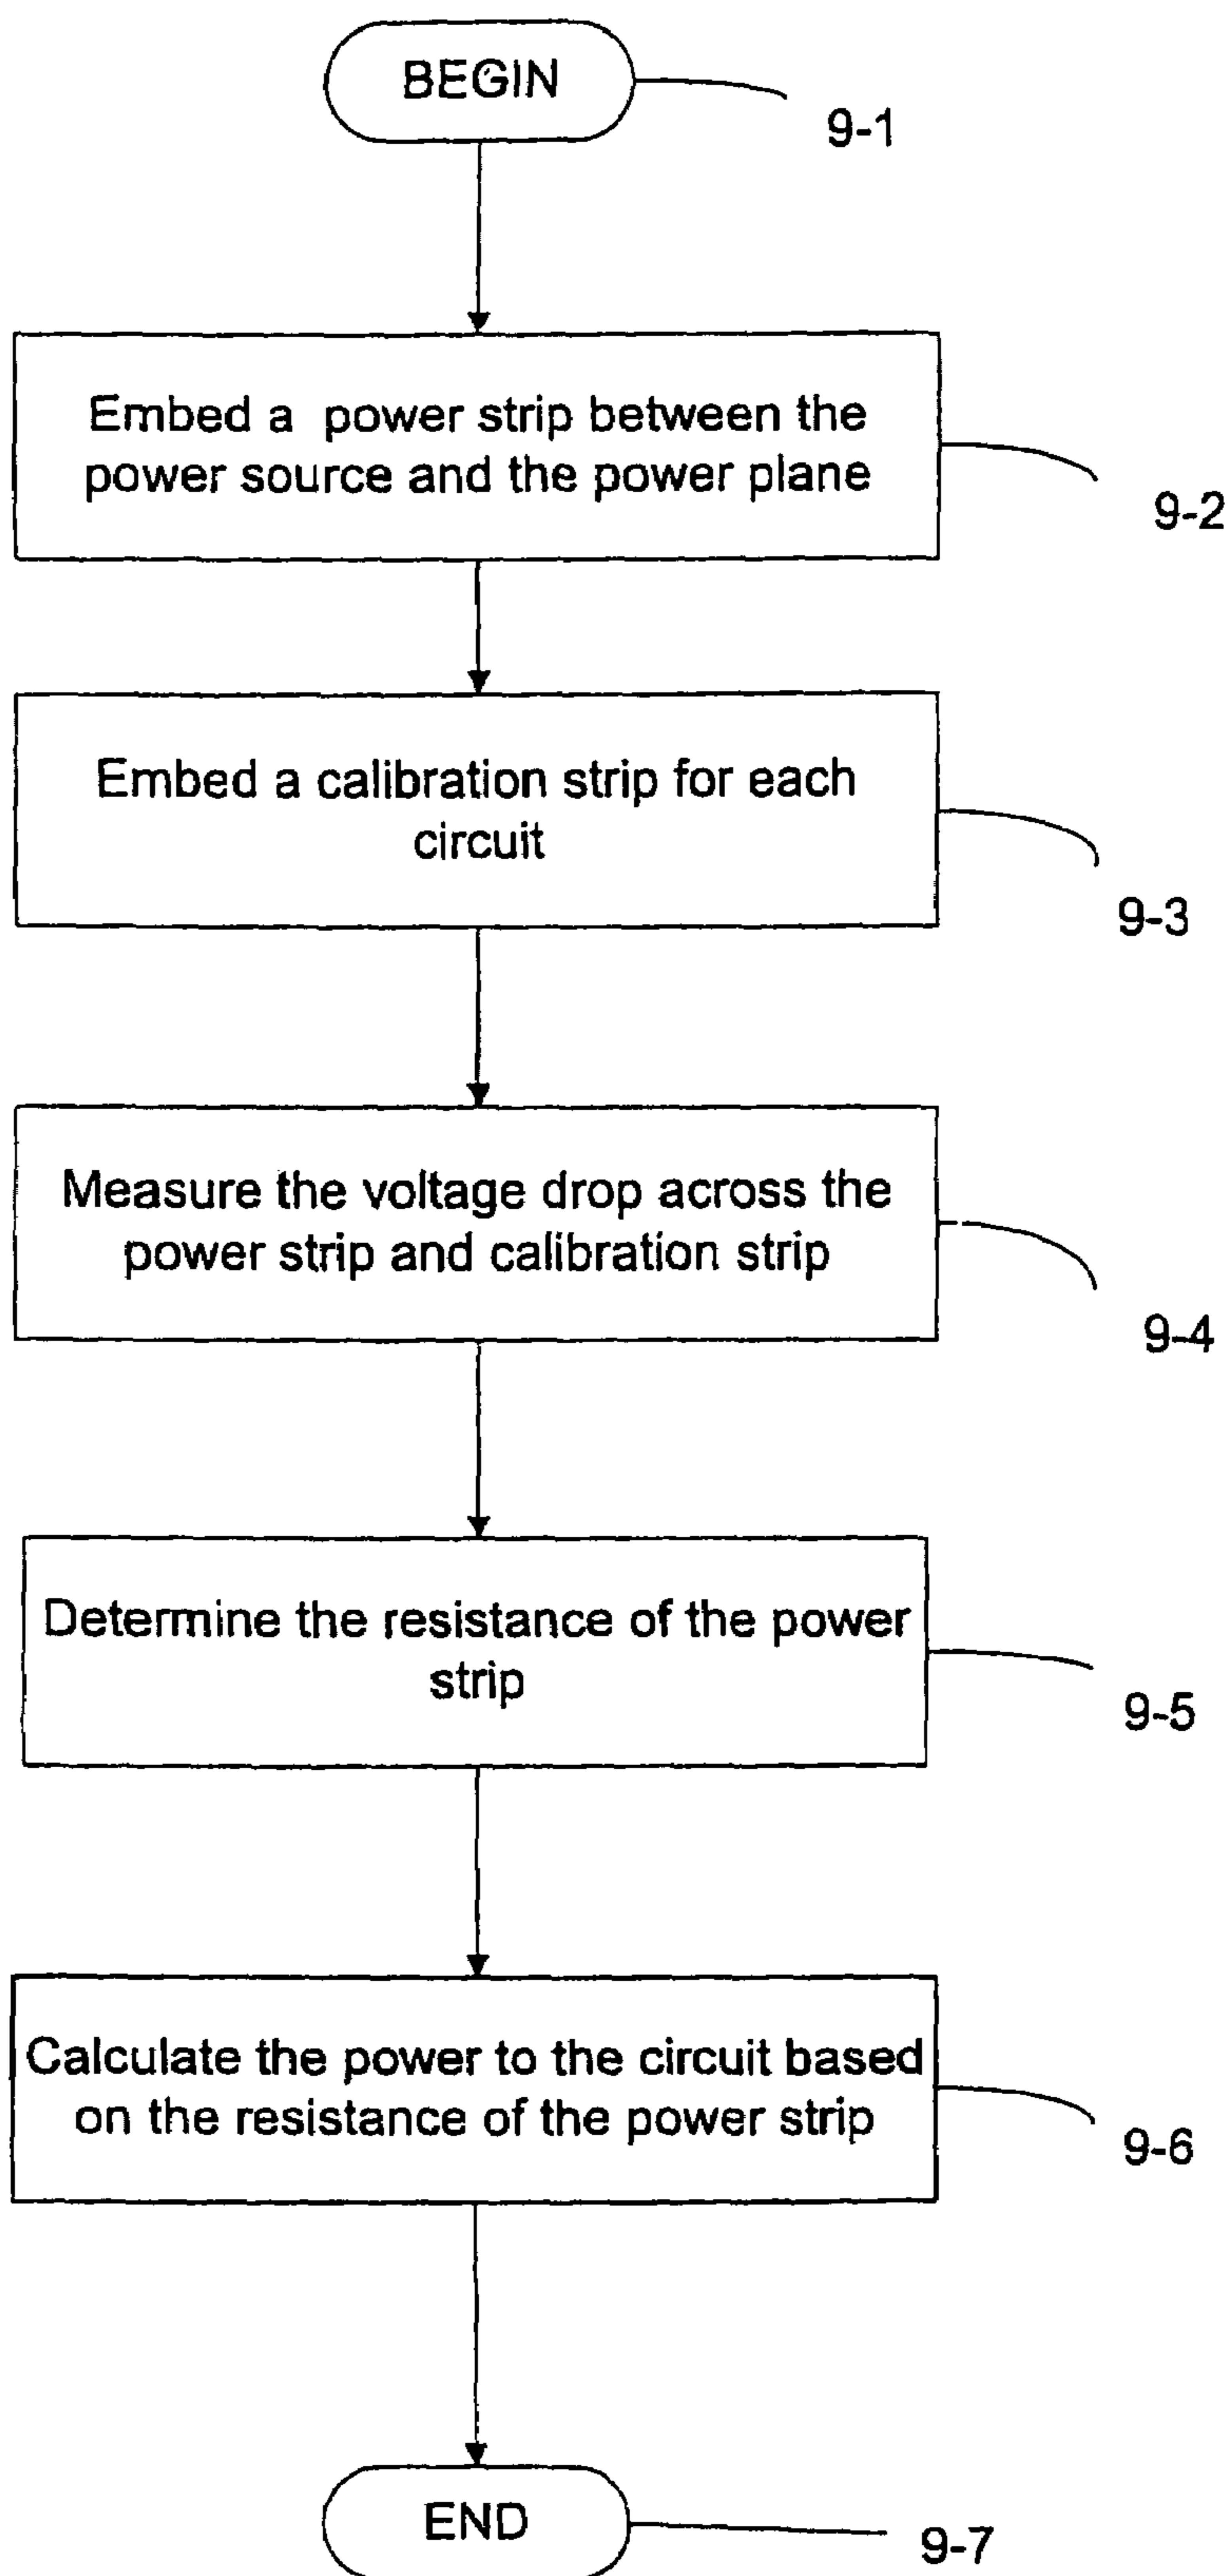 BEGIN
9-1
Embed a power strip between the
power source and the power plane
9-2
Embed a calibration strip for each
circuit
9-3
Measure the voltage drop across the
power strip and calibration strip
9-4
Determine the resistance of the power
strip
9-5
Calculate the power to the circuit based
on the resistance of the power strip
9-6
END
9-7